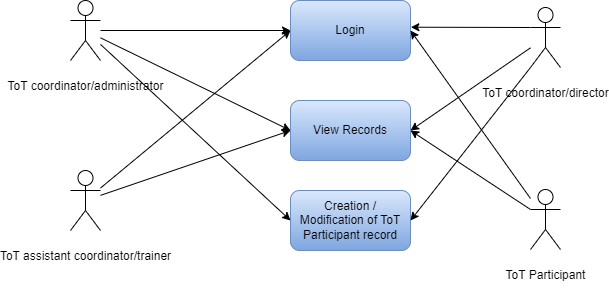 Login
ToT coordinator/administrator
ToT coordinator/director
View Records
Creation /
Modification of ToT
Participant record
ToT assistant coordinator/trainer
ToT Participant